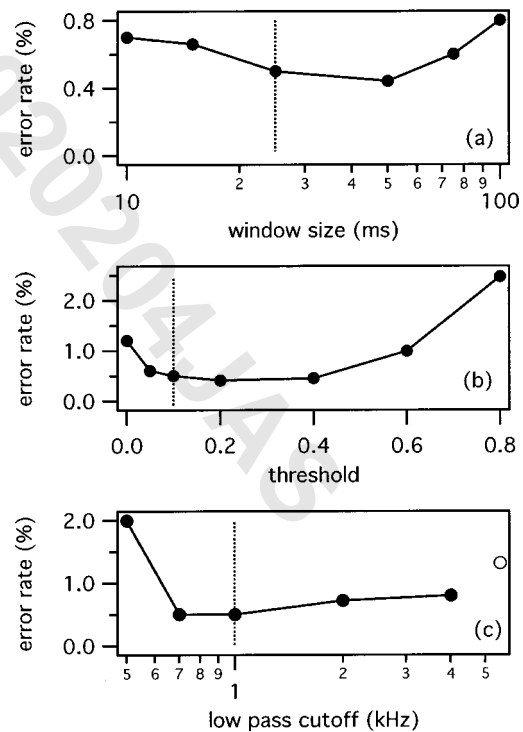 0.8
0.4
0.0
error rate (%)
(a)
10 2 3 4 5 6 7 8 9 100
window size (ms)
2.0
1.0
0.0
error rate (%)
(b)
0.0 0.2 0.4 0.6 0.8
threshold
2.0
1.0
0.0
error rate (%)
(c)
5 6 7 8 9 1 2 3 4 5
low pass cutoff (kHz)
020204JAS